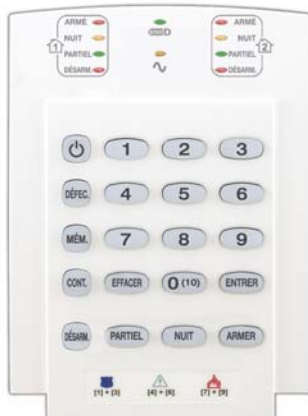 ARMÉ
NUIT
PARTIEL
DÉSARM.
1
ARMÉ
NUIT
PARTIEL
DÉSARM.
2
1 2 3
DÉFEC. 4 5 6
MÉM. 7 8 9
CONT. EFFACER 0 (10) ENTRER
DÉSARM. PARTIEL NUIT ARMER
[1] + [3] [4] + [6] [7] + [9]